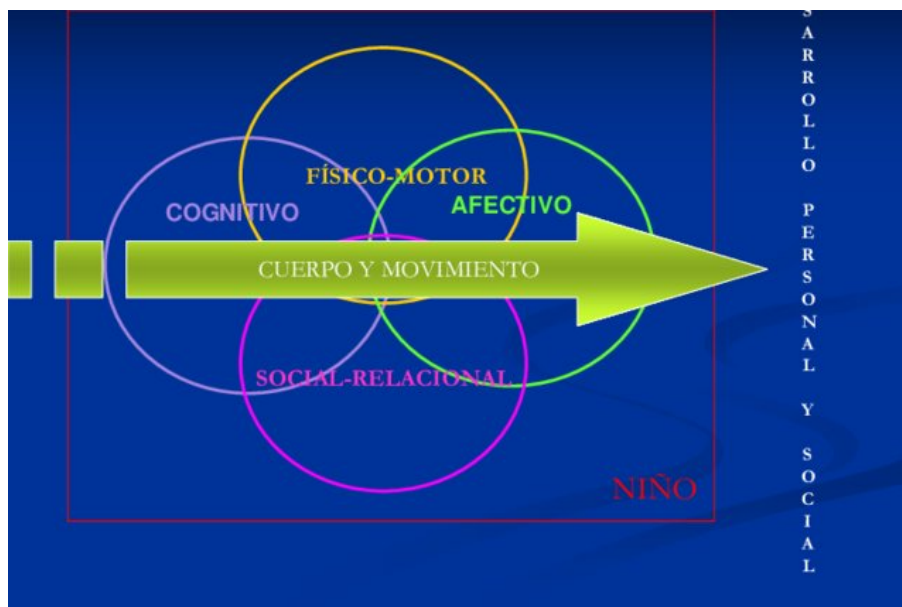 FÍSICO-MOTOR
COGNITIVO
AFECTIVO
CUERPO Y MOVIMIENTO
SOCIAL-RELACIONAL
NIÑO
SARROLLO PERSONAL Y SOCIAL